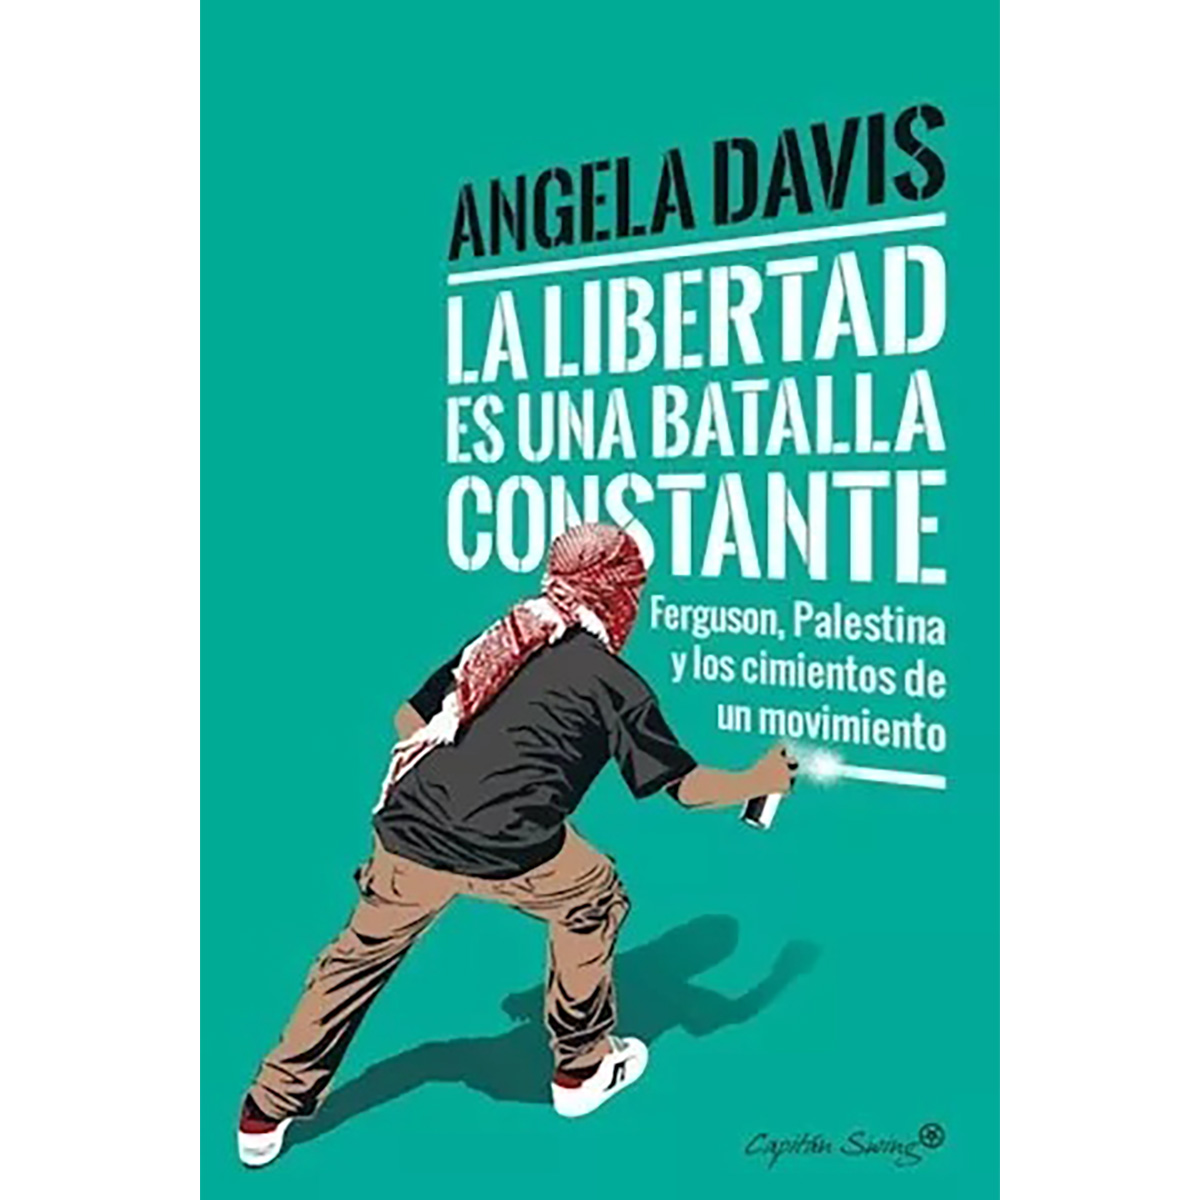 ANGELA DAVIS
LA LIBERTAD
ES UNA BATALLA
CONSTANTE
Ferguson, Palestina
y los cimientos de
un movimiento
Capitán Swing